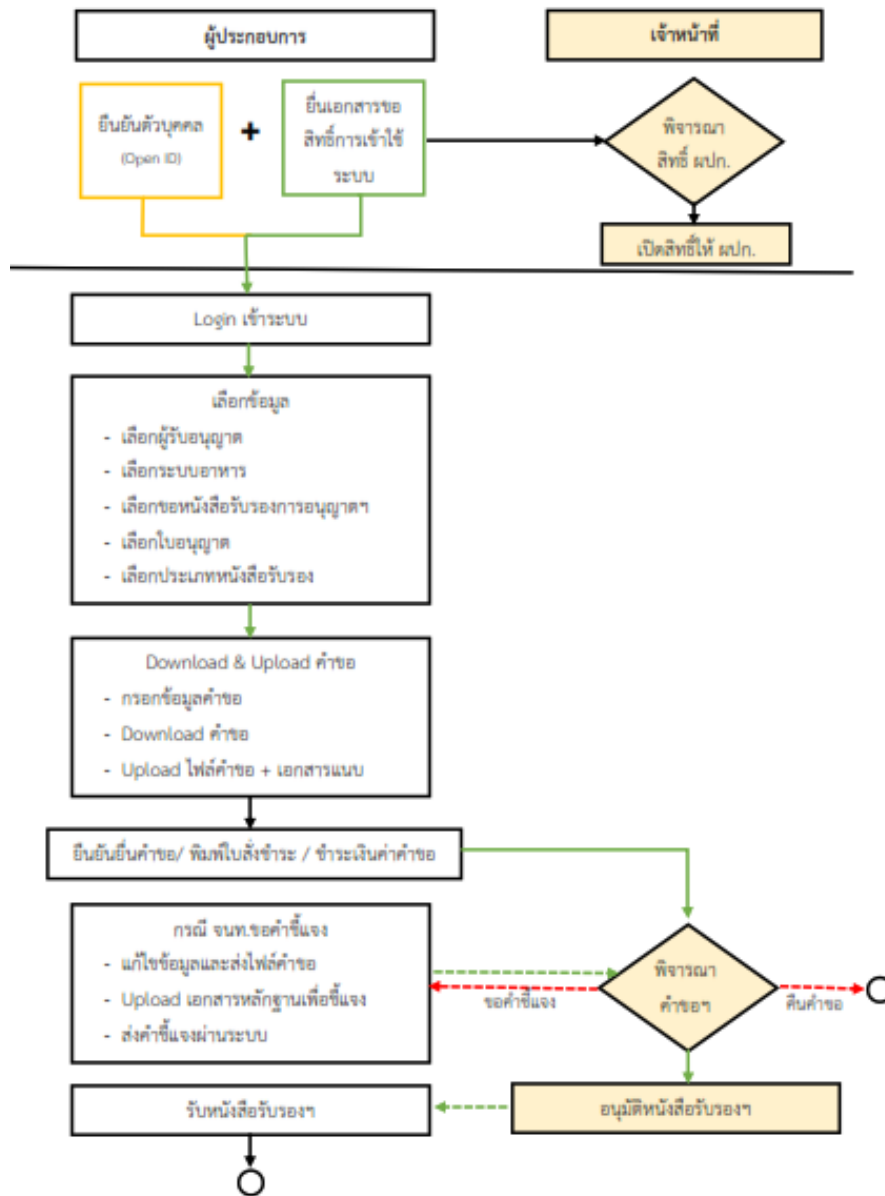 ผู้ประกอบการ
เจ้าหน้าที่
ยืนยันตัวบุคคล
(Open ID)
+
ยื่นเอกสารขอ
สิทธิ์การเข้าใช้
ระบบ
พิจารณา
สิทธิ์ ผปก.
เปิดสิทธิ์ให้ ผปก.
Login เข้าระบบ
เลือกข้อมูล
- เลือกผู้รับอนุญาต
- เลือกระบบอาหาร
- เลือกขอหนังสือรับรองการอนุญาตฯ
- เลือกใบอนุญาต
- เลือกประเภทหนังสือรับรอง
Download & Upload คำขอ
- กรอกข้อมูลคำขอ
- Download คำขอ
- Upload ไฟล์คำขอ + เอกสารแนบ
ยืนยันยื่นคำขอ/ พิมพ์ใบสั่งชำระ / ชำระเงินค่าคำขอ
กรณี จนท.ขอคำชี้แจง
- แก้ไขข้อมูลและส่งไฟล์คำขอ
- Upload เอกสารหลักฐานเพื่อชี้แจง
- ส่งคำชี้แจงผ่านระบบ
ขอคำชี้แจง
พิจารณา
คำขอฯ
คืนคำขอ
รับหนังสือรับรองฯ
อนุมัติหนังสือรับรองฯ